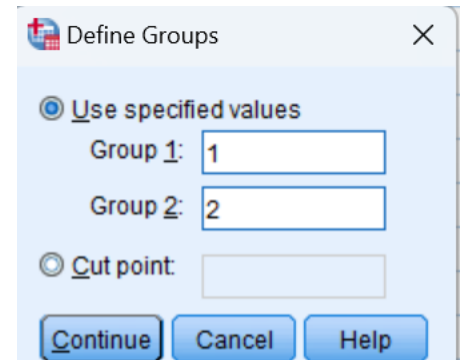 Define Groups
Use specified values
Group 1: 1
Group 2: 2
Cut point:
Continue Cancel Help